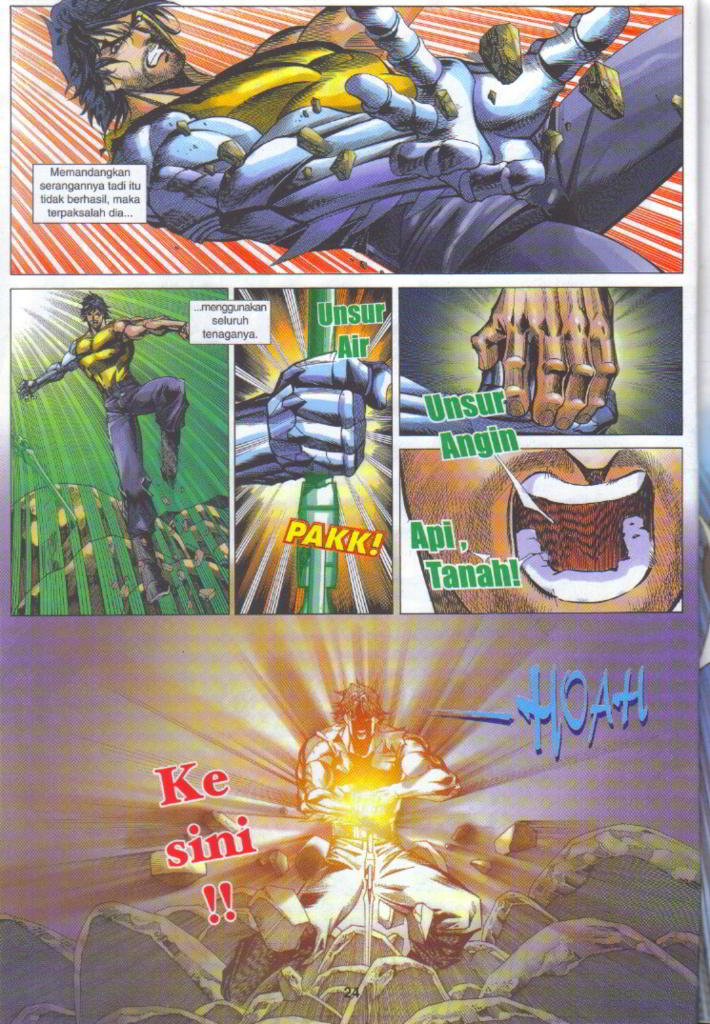 Memandangkan
serangannya tadi itu
tidak berhasil, maka
terpaksalah dia...
...menggunakan
seluruh
tenaganya.
Unsur
Air
PAKK!
Unsur
Angin
Api,
Tanah!
HOAH
Ke
sini
!!
24